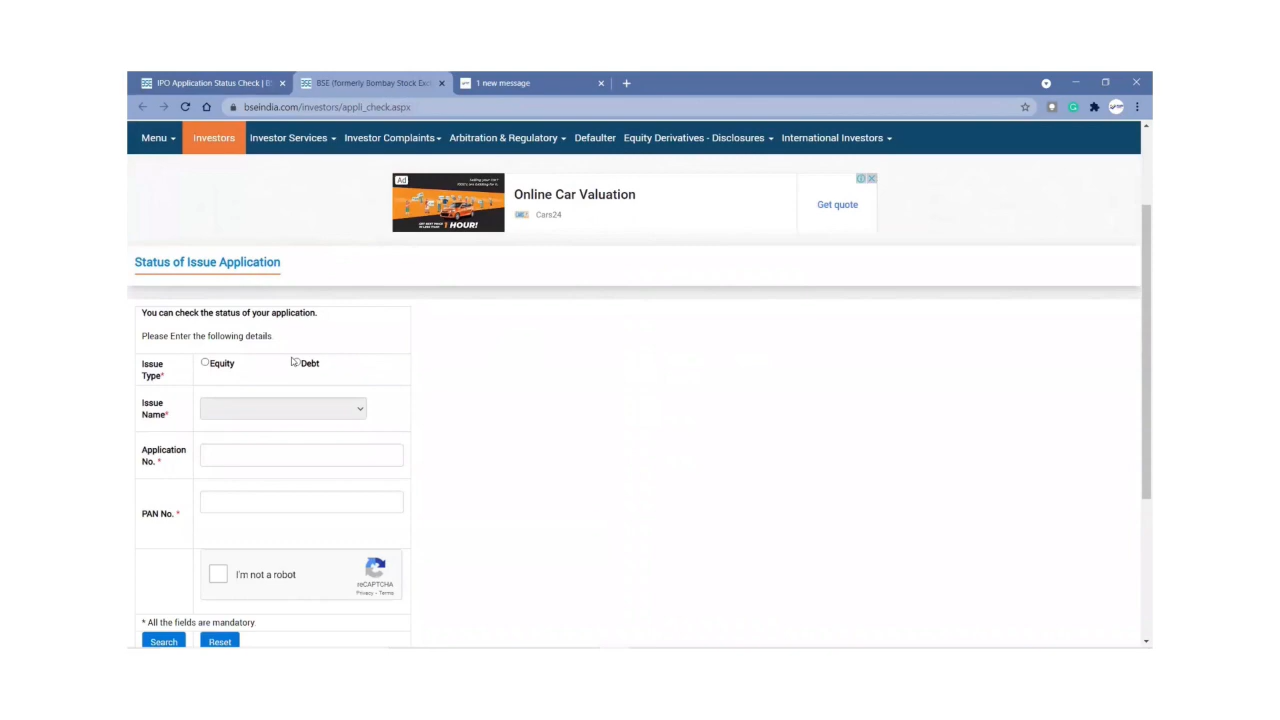 IPO Application Status Check | B
BSE (formerly Bombay Stock Exc
1 new message
bseindia.com/investors/appli_check.aspx
Menu
Investors
Investor Services
Investor Complaints
Arbitration & Regulatory
Defaulter
Equity Derivatives - Disclosures
International Investors
Ad
1 HOUR!
Online Car Valuation
Cars24
Get quote
Status of Issue Application
You can check the status of your application.
Please Enter the following details.
Issue Type*
Equity
Debt
Issue Name*
Application No. *
PAN No. *
I'm not a robot
reCAPTCHA
Privacy - Terms
* All the fields are mandatory
Search
Reset